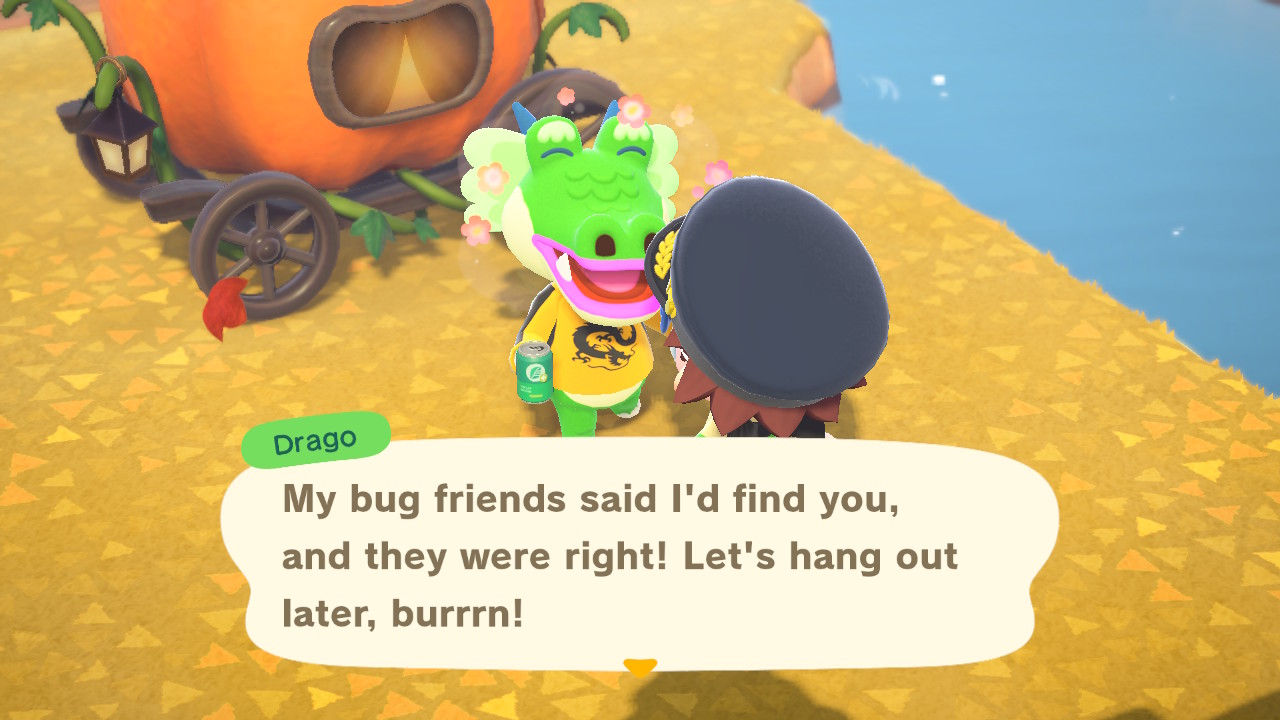 Drago
My bug friends said I'd find you,
and they were right! Let's hang out
later, burrrn!